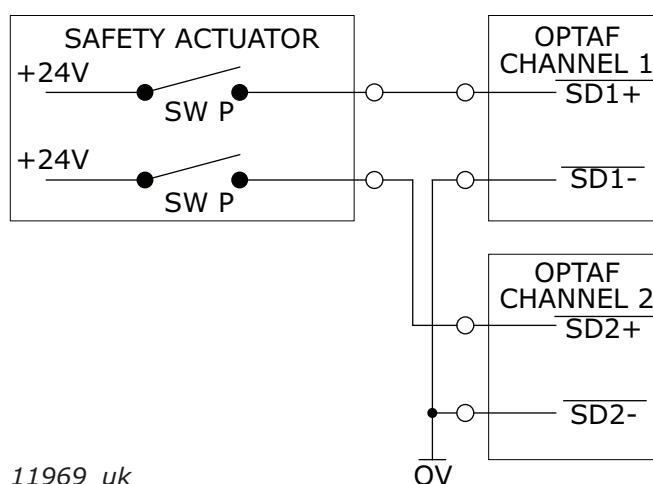 SAFETY ACTUATOR
+24V
SW P
+24V
SW P
OPTAF
CHANNEL 1
SD1+
SD1-
OPTAF
CHANNEL 2
SD2+
SD2-
0V
11969_uk